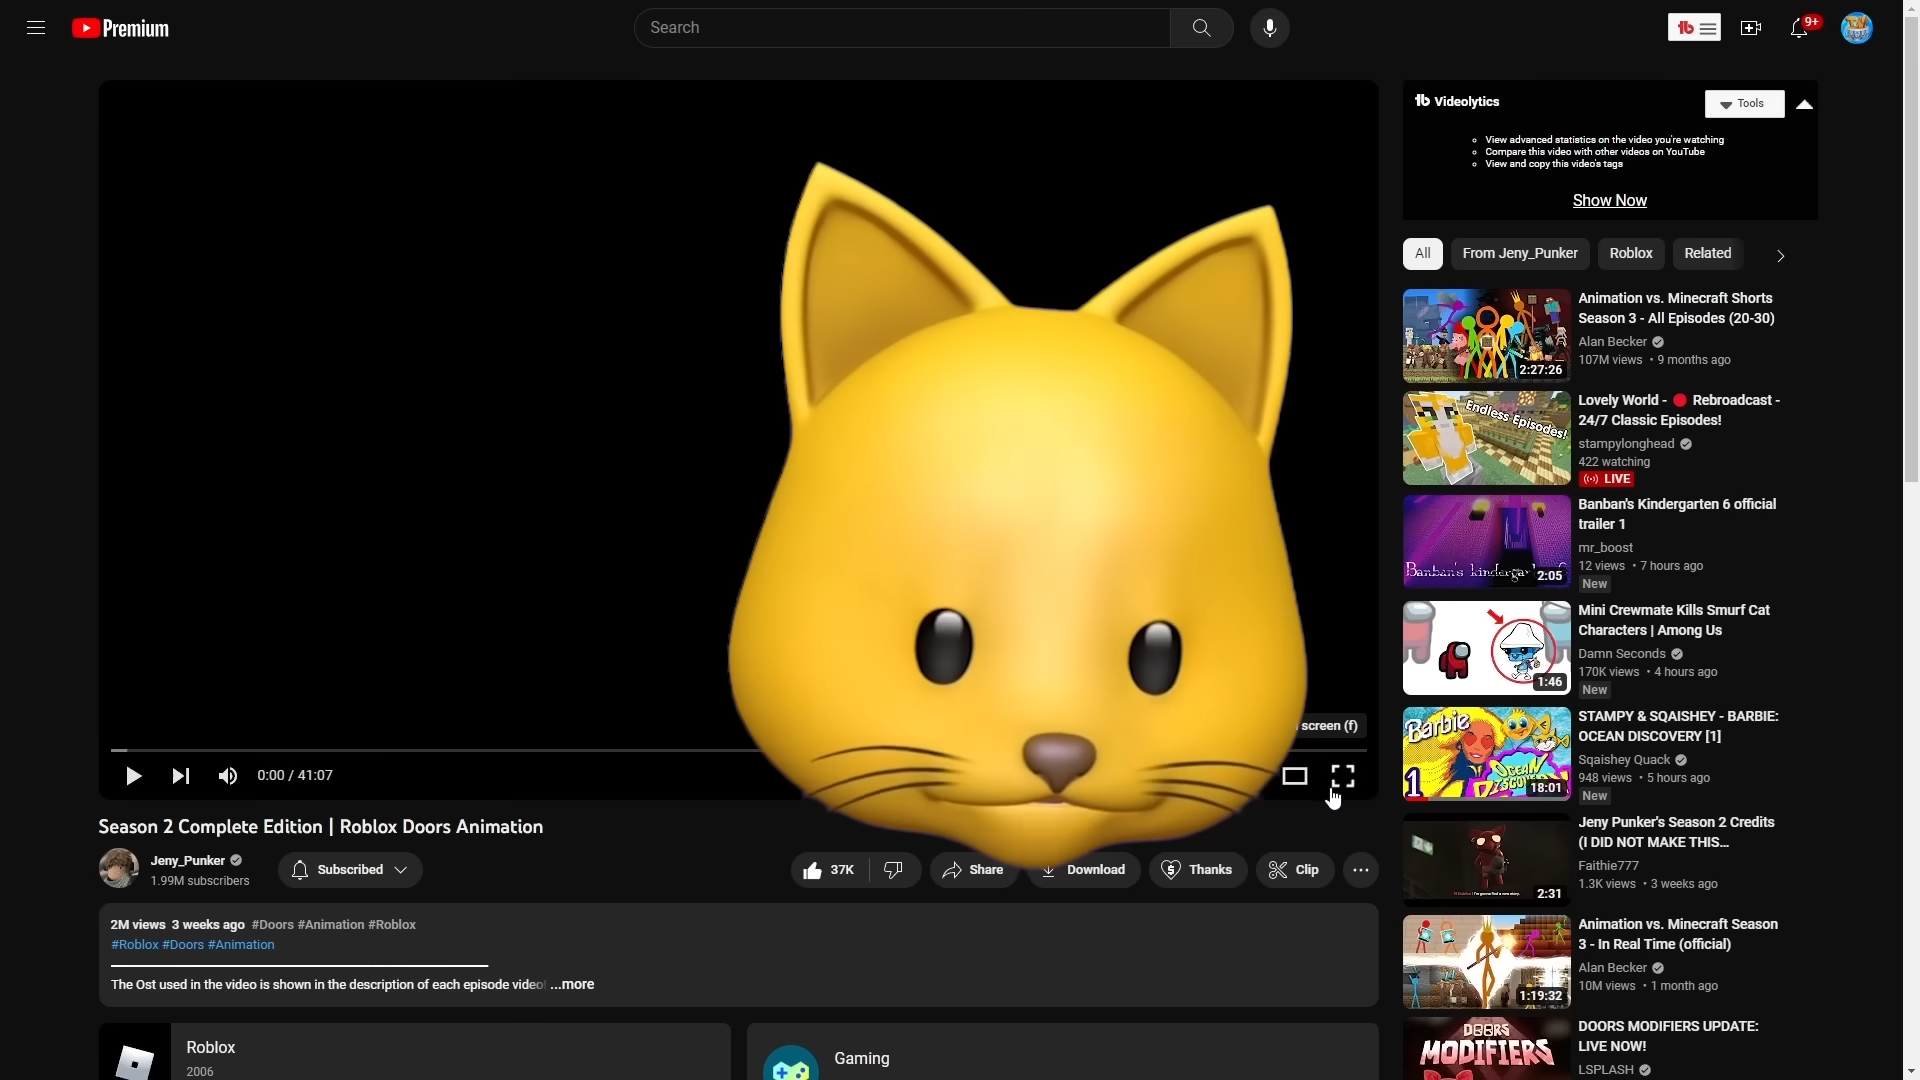 Premium
Search
9+
Videolytics
Tools
View advanced statistics on the video you're watching
Compare this video with other videos on YouTube
View and copy this video's tags
Show Now
All
From Jeny_Punker
Roblox
Related
screen (f)
0:00 / 41:07
Season 2 Complete Edition | Roblox Doors Animation
Jeny_Punker
1.99M subscribers
Subscribed
37K
Share
Download
Thanks
Clip
2M views 3 weeks ago #Doors #Animation #Roblox
#Roblox #Doors #Animation
The Ost used in the video is shown in the description of each episode video! ...more
Roblox
2006
Gaming
2:27:26
Animation vs. Minecraft Shorts
Season 3 - All Episodes (20-30)
Alan Becker
107M views • 9 months ago
Endless Episodes!
Lovely World - 🔴 Rebroadcast -
24/7 Classic Episodes!
stampylonghead
422 watching
LIVE
2:05
Banban's Kindergarten 6 official
trailer 1
mr_boost
12 views • 7 hours ago
New
1:46
Mini Crewmate Kills Smurf Cat
Characters | Among Us
Damn Seconds
170K views • 4 hours ago
New
Barbie
1
18:01
STAMPY & SQAISHEY - BARBIE:
OCEAN DISCOVERY [1]
Sqaishey Quack
948 views • 5 hours ago
New
2:31
Jeny Punker's Season 2 Credits
(I DID NOT MAKE THIS...
Faithie777
1.3K views • 3 weeks ago
1:19:32
Animation vs. Minecraft Season
3 - In Real Time (official)
Alan Becker
10M views • 1 month ago
DOORS
MODIFIERS
DOORS MODIFIERS UPDATE:
LIVE NOW!
LSPLASH